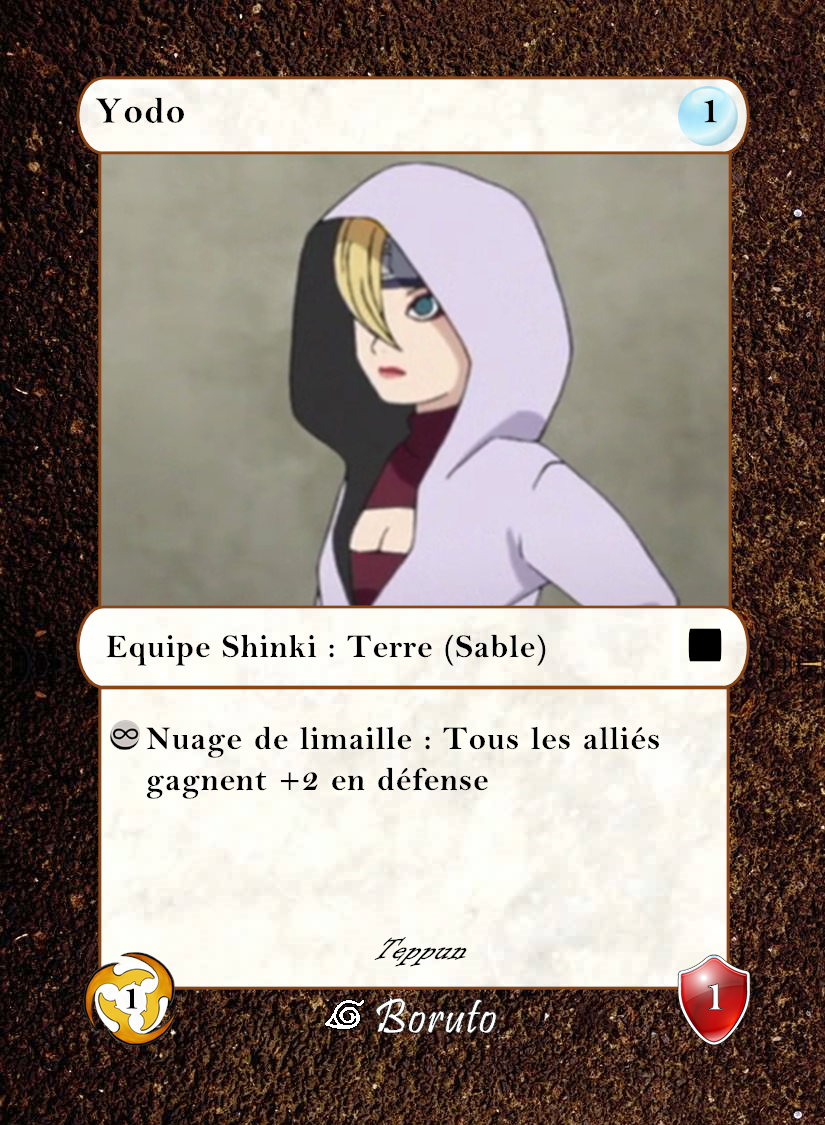 Yodo
1
Equipe Shinki : Terre (Sable)
∞ Nuage de limaille : Tous les alliés
gagnent +2 en défense
Teppun
1
1
Boruto